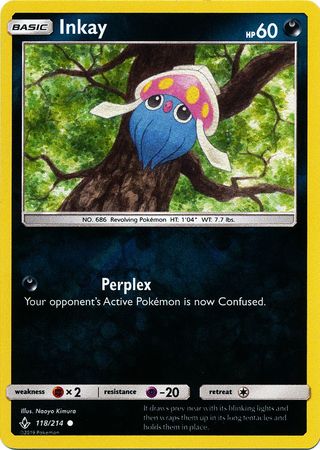 BASIC Inkay HP60
NO. 686 Revolving Pokémon HT: 1'04" WT: 7.7 lbs.
Perplex
Your opponent's Active Pokémon is now Confused.
weakness × 2 resistance -20 retreat
Illus. Naoyo Kimura
118/214
©2019 Pokémon
It draws prey near with its blinking lights and
then wraps them up in its long tentacles and
holds them in place.